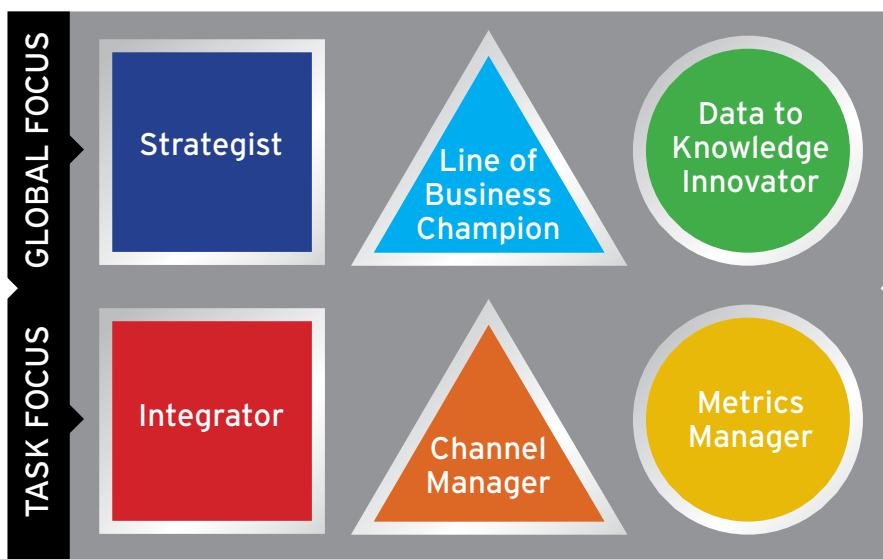 GLOBAL FOCUS
Strategist
Line of
Business
Champion
Data to
Knowledge
Innovator
TASK FOCUS
Integrator
Channel
Manager
Metrics
Manager